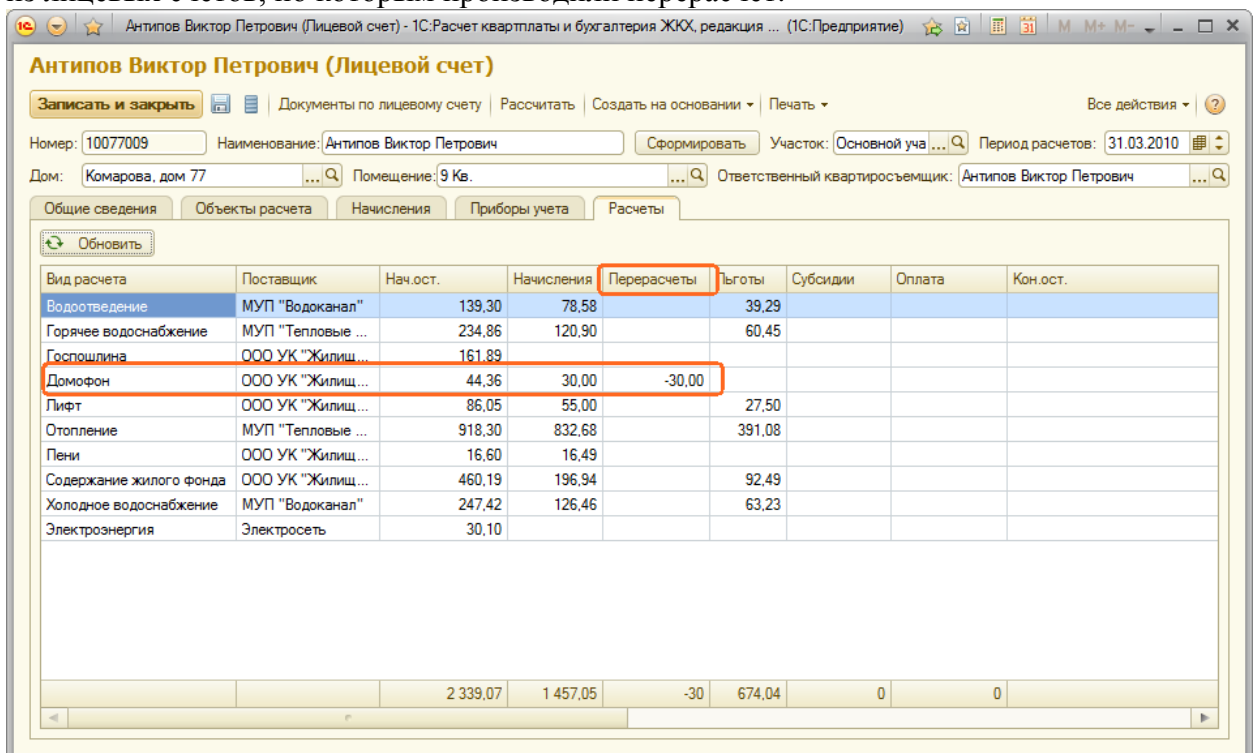 из лицевых счетов, по которым производили перерасчет.
Антипов Виктор Петрович (Лицевой счет) - 1С:Расчет квартплаты и бухгалтерия ЖКХ, редакция ... (1С:Предприятие) M M+ M-
Антипов Виктор Петрович (Лицевой счет)
Записать и закрыть Документы по лицевому счету Рассчитать Создать на основании Печать Все действия
Номер: 10077009 Наименование: Антипов Виктор Петрович Сформировать Участок: Основной уча ... Период расчетов: 31.03.2010
Дом: Комарова, дом 77 ... Помещение: 9 Кв. ... Ответственный квартиросъемщик: Антипов Виктор Петрович ...
Общие сведения Объекты расчета Начисления Приборы учета Расчеты
Обновить
Вид расчета Поставщик Нач.ост. Начисления Перерасчеты Льготы Субсидии Оплата Кон.ост.
Водоотведение МУП "Водоканал" 139,30 78,58 39,29
Горячее водоснабжение МУП "Тепловые ... 234,86 120,90 60,45
Госпошлина ООО УК "Жилищ... 161,89
Домофон ООО УК "Жилищ... 44,36 30,00 -30,00
Лифт ООО УК "Жилищ... 86,05 55,00 27,50
Отопление МУП "Тепловые ... 918,30 832,68 391,08
Пени ООО УК "Жилищ... 16,60 16,49
Содержание жилого фонда ООО УК "Жилищ... 460,19 196,94 92,49
Холодное водоснабжение МУП "Водоканал" 247,42 126,46 63,23
Электроэнергия Электросеть 30,10
2 339,07 1 457,05 -30 674,04 0 0